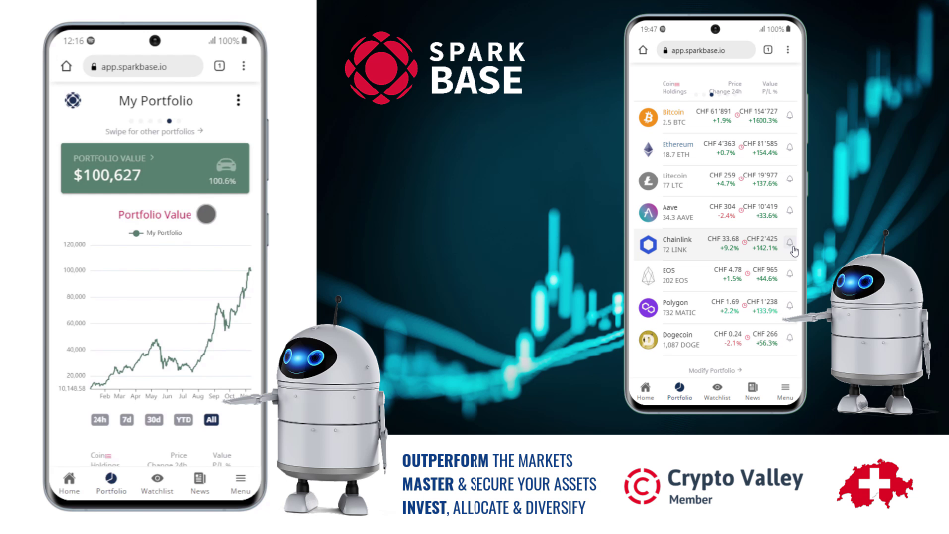 12:16
100%
app.sparkbase.io
1
My Portfolio
Swipe for other portfolios →
PORTFOLIO VALUE >
$100,627
100.6%
Portfolio Value
My Portfolio
120,000
100,000
80,000
60,000
40,000
20,000
10,148.58
Feb Mar Apr May Jun Jul Aug Sep Oct
24h 7d 30d YTD All
Coins Price Value
Holdings Change 24h P/L %
Home Portfolio Watchlist News Menu
SPARK
BASE
19:47
100%
app.sparkbase.io
1
Coins Price Value
Holdings Change 24h P/L %
Bitcoin CHF 61'891 CHF 154'727
2.5 BTC +1.9% +1600.3%
Ethereum CHF 4'363 CHF 81'585
18.7 ETH +0.7% +154.4%
Litecoin CHF 259 CHF 19'977
77 LTC +4.7% +137.6%
Aave CHF 304 CHF 10'419
34.3 AAVE -2.4% +33.6%
Chainlink CHF 33.68 CHF 2'425
72 LINK +9.2% +142.1%
EOS CHF 4.78 CHF 965
202 EOS +1.5% +44.6%
Polygon CHF 1.69 CHF 1'238
732 MATIC +2.2% +133.9%
Dogecoin CHF 0.24 CHF 266
1,087 DOGE -2.1% +56.3%
Modify Portfolio →
Home Portfolio Watchlist News Menu
OUTPERFORM THE MARKETS
MASTER & SECURE YOUR ASSETS
INVEST, ALLOCATE & DIVERSIFY
Crypto Valley
Member